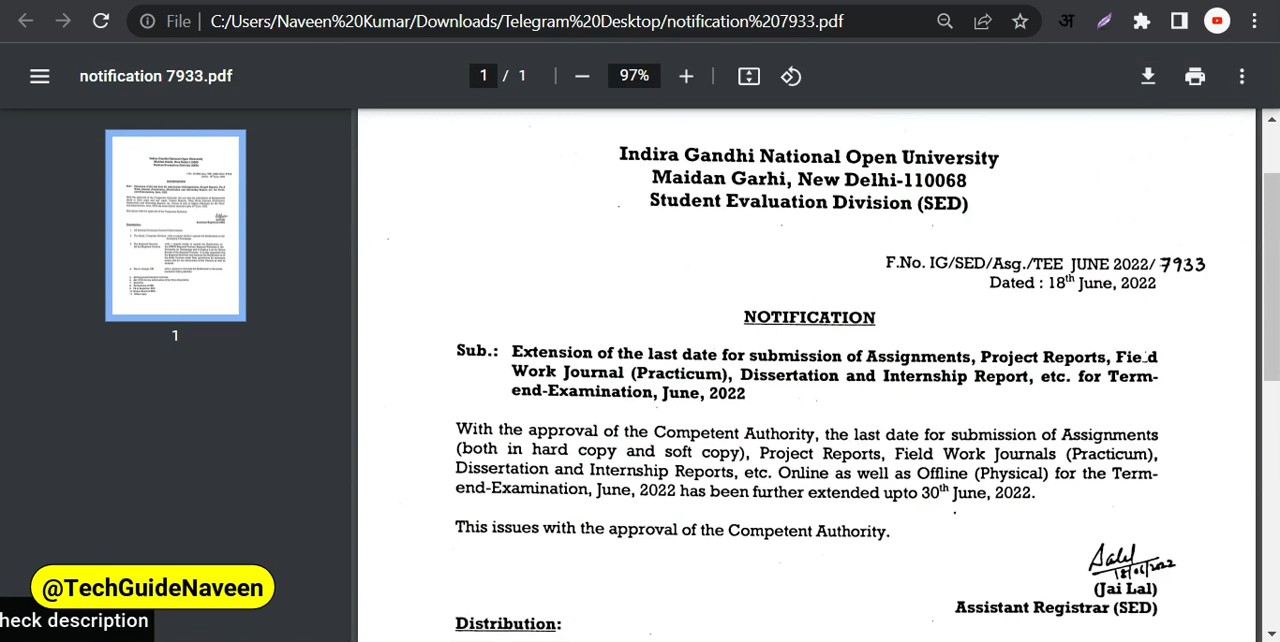 File
C:/Users/Naveen%20Kumar/Downloads/Telegram%20Desktop/notification%207933.pdf
अ
notification 7933.pdf
1 / 1
97%
1
Indira Gandhi National Open University
Maidan Garhi, New Delhi-110068
Student Evaluation Division (SED)
F.No. IG/SED/Asg./TEE JUNE 2022/ 7933
Dated : 18th June, 2022
NOTIFICATION
Sub.: Extension of the last date for submission of Assignments, Project Reports, Field
Work Journal (Practicum), Dissertation and Internship Report, etc. for Term-
end-Examination, June, 2022
With the approval of the Competent Authority, the last date for submission of Assignments
(both in hard copy and soft copy), Project Reports, Field Work Journals (Practicum),
Dissertation and Internship Reports, etc. Online as well as Offline (Physical) for the Term-
end-Examination, June, 2022 has been further extended upto 30th June, 2022.
This issues with the approval of the Competent Authority.
18/06/2022
(Jai Lal)
Assistant Registrar (SED)
Distribution:
@TechGuideNaveen
heck description